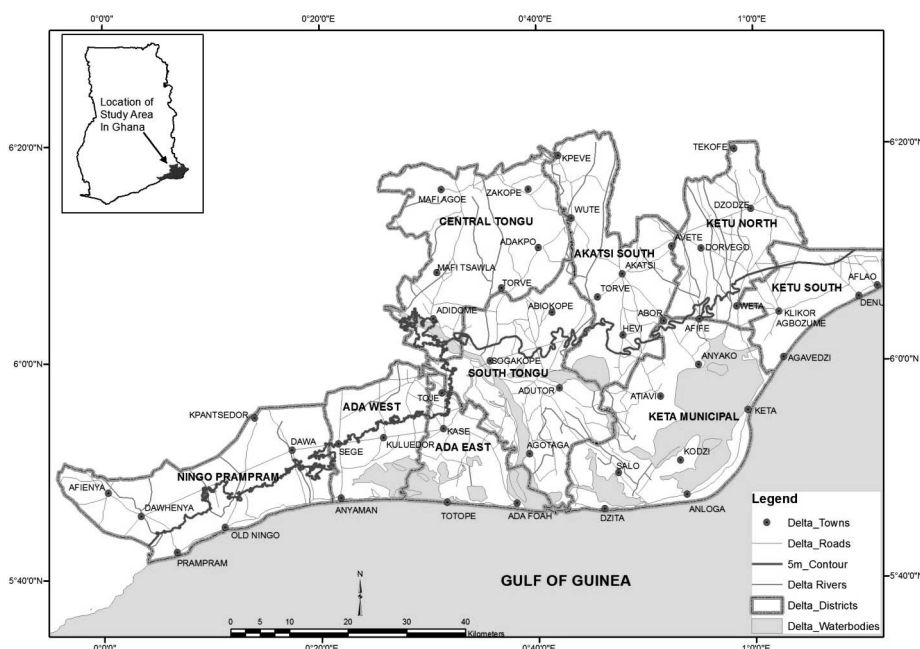 0°0'0"
0°20'0"E
0°40'0"E
1°0'0"E
Location of
Study Area
In Ghana
6°20'0"N
6°20'0"N
TEKOFE
KPEVE
MAFI AGOE
ZAKOPE
DZODZE
WUTE
CENTRAL TONGU
KETU NORTH
ADAKPO
AVETE
DORVEGO
AKATSI SOUTH
MAFI TSAWLA
AKATSI
AFLAO
TORVE
TORVE
KETU SOUTH
DENU
ADIDOME
ABIOKOPE
WETA
KLIKOR
ABOR
AFIFE
AGBOZUME
HEVI
6°0'0"N
6°0'0"N
SOGAKOPE
ANYAKO
AGAVEDZI
SOUTH TONGU
TOJE
ADUTOR
ATIAVI
ADA WEST
KPANTSEDOR
KETA MUNICIPAL
KETA
KASE
DAWA
SEGE
KULUEDOR
ADA EAST
AGOTAGA
KODZI
NINGO PRAMPRAM
SALO
AFIENYA
DAWHENYA
ANYAMAN
TOTOPE
ADA FOAH
DZITA
ANLOGA
OLD NINGO
PRAMPRAM
5°40'0"N
5°40'0"N
GULF OF GUINEA
Legend
Delta_Towns
Delta_Roads
5m_Contour
Delta Rivers
Delta_Districts
Delta_Waterbodies
N
0 2.5 5 10 20 30 40
Kilometers
0°0'0"
0°20'0"E
0°40'0"E
1°0'0"E